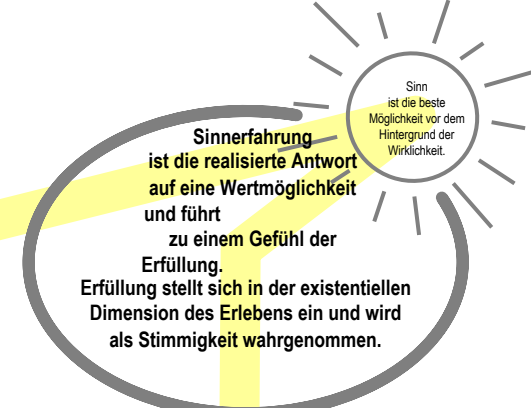 Sinn
ist die beste
Möglichkeit vor dem
Hintergrund der
Wirklichkeit.
Sinnerfahrung
ist die realisierte Antwort
auf eine Wertmöglichkeit
und führt
zu einem Gefühl der
Erfüllung.
Erfüllung stellt sich in der existentiellen
Dimension des Erlebens ein und wird
als Stimmigkeit wahrgenommen.